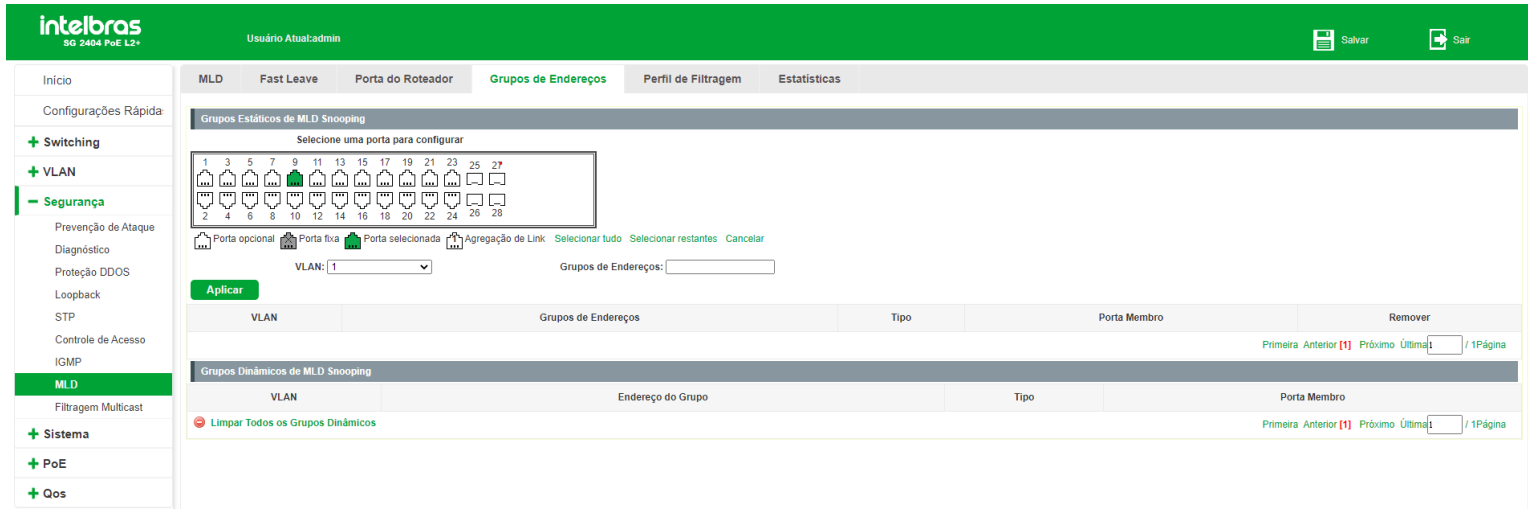 intelbras
SG 2404 PoE L2+
Usuário Atual:admin
Salvar
Sair
Início
Configurações Rápida
Switching
VLAN
Segurança
Prevenção de Ataque
Diagnóstico
Proteção DDOS
Loopback
STP
Controle de Acesso
IGMP
MLD
Filtragem Multicast
Sistema
PoE
Qos
MLD Fast Leave Porta do Roteador Grupos de Endereços Perfil de Filtragem Estatísticas
Grupos Estáticos de MLD Snooping
Selecione uma porta para configurar
1 3 5 7 9 11 13 15 17 19 21 23 25 27
2 4 6 8 10 12 14 16 18 20 22 24 26 28
Porta opcional Porta fixa Porta selecionada 1 Agregação de Link Selecionar tudo Selecionar restantes Cancelar
VLAN: 1 Grupos de Endereços:
Aplicar
VLAN Grupos de Endereços Tipo Porta Membro Remover
Primeira Anterior [1] Próximo Última 1 / 1Página
Grupos Dinâmicos de MLD Snooping
VLAN Endereço do Grupo Tipo Porta Membro
Limpar Todos os Grupos Dinâmicos Primeira Anterior [1] Próximo Última 1 / 1Página